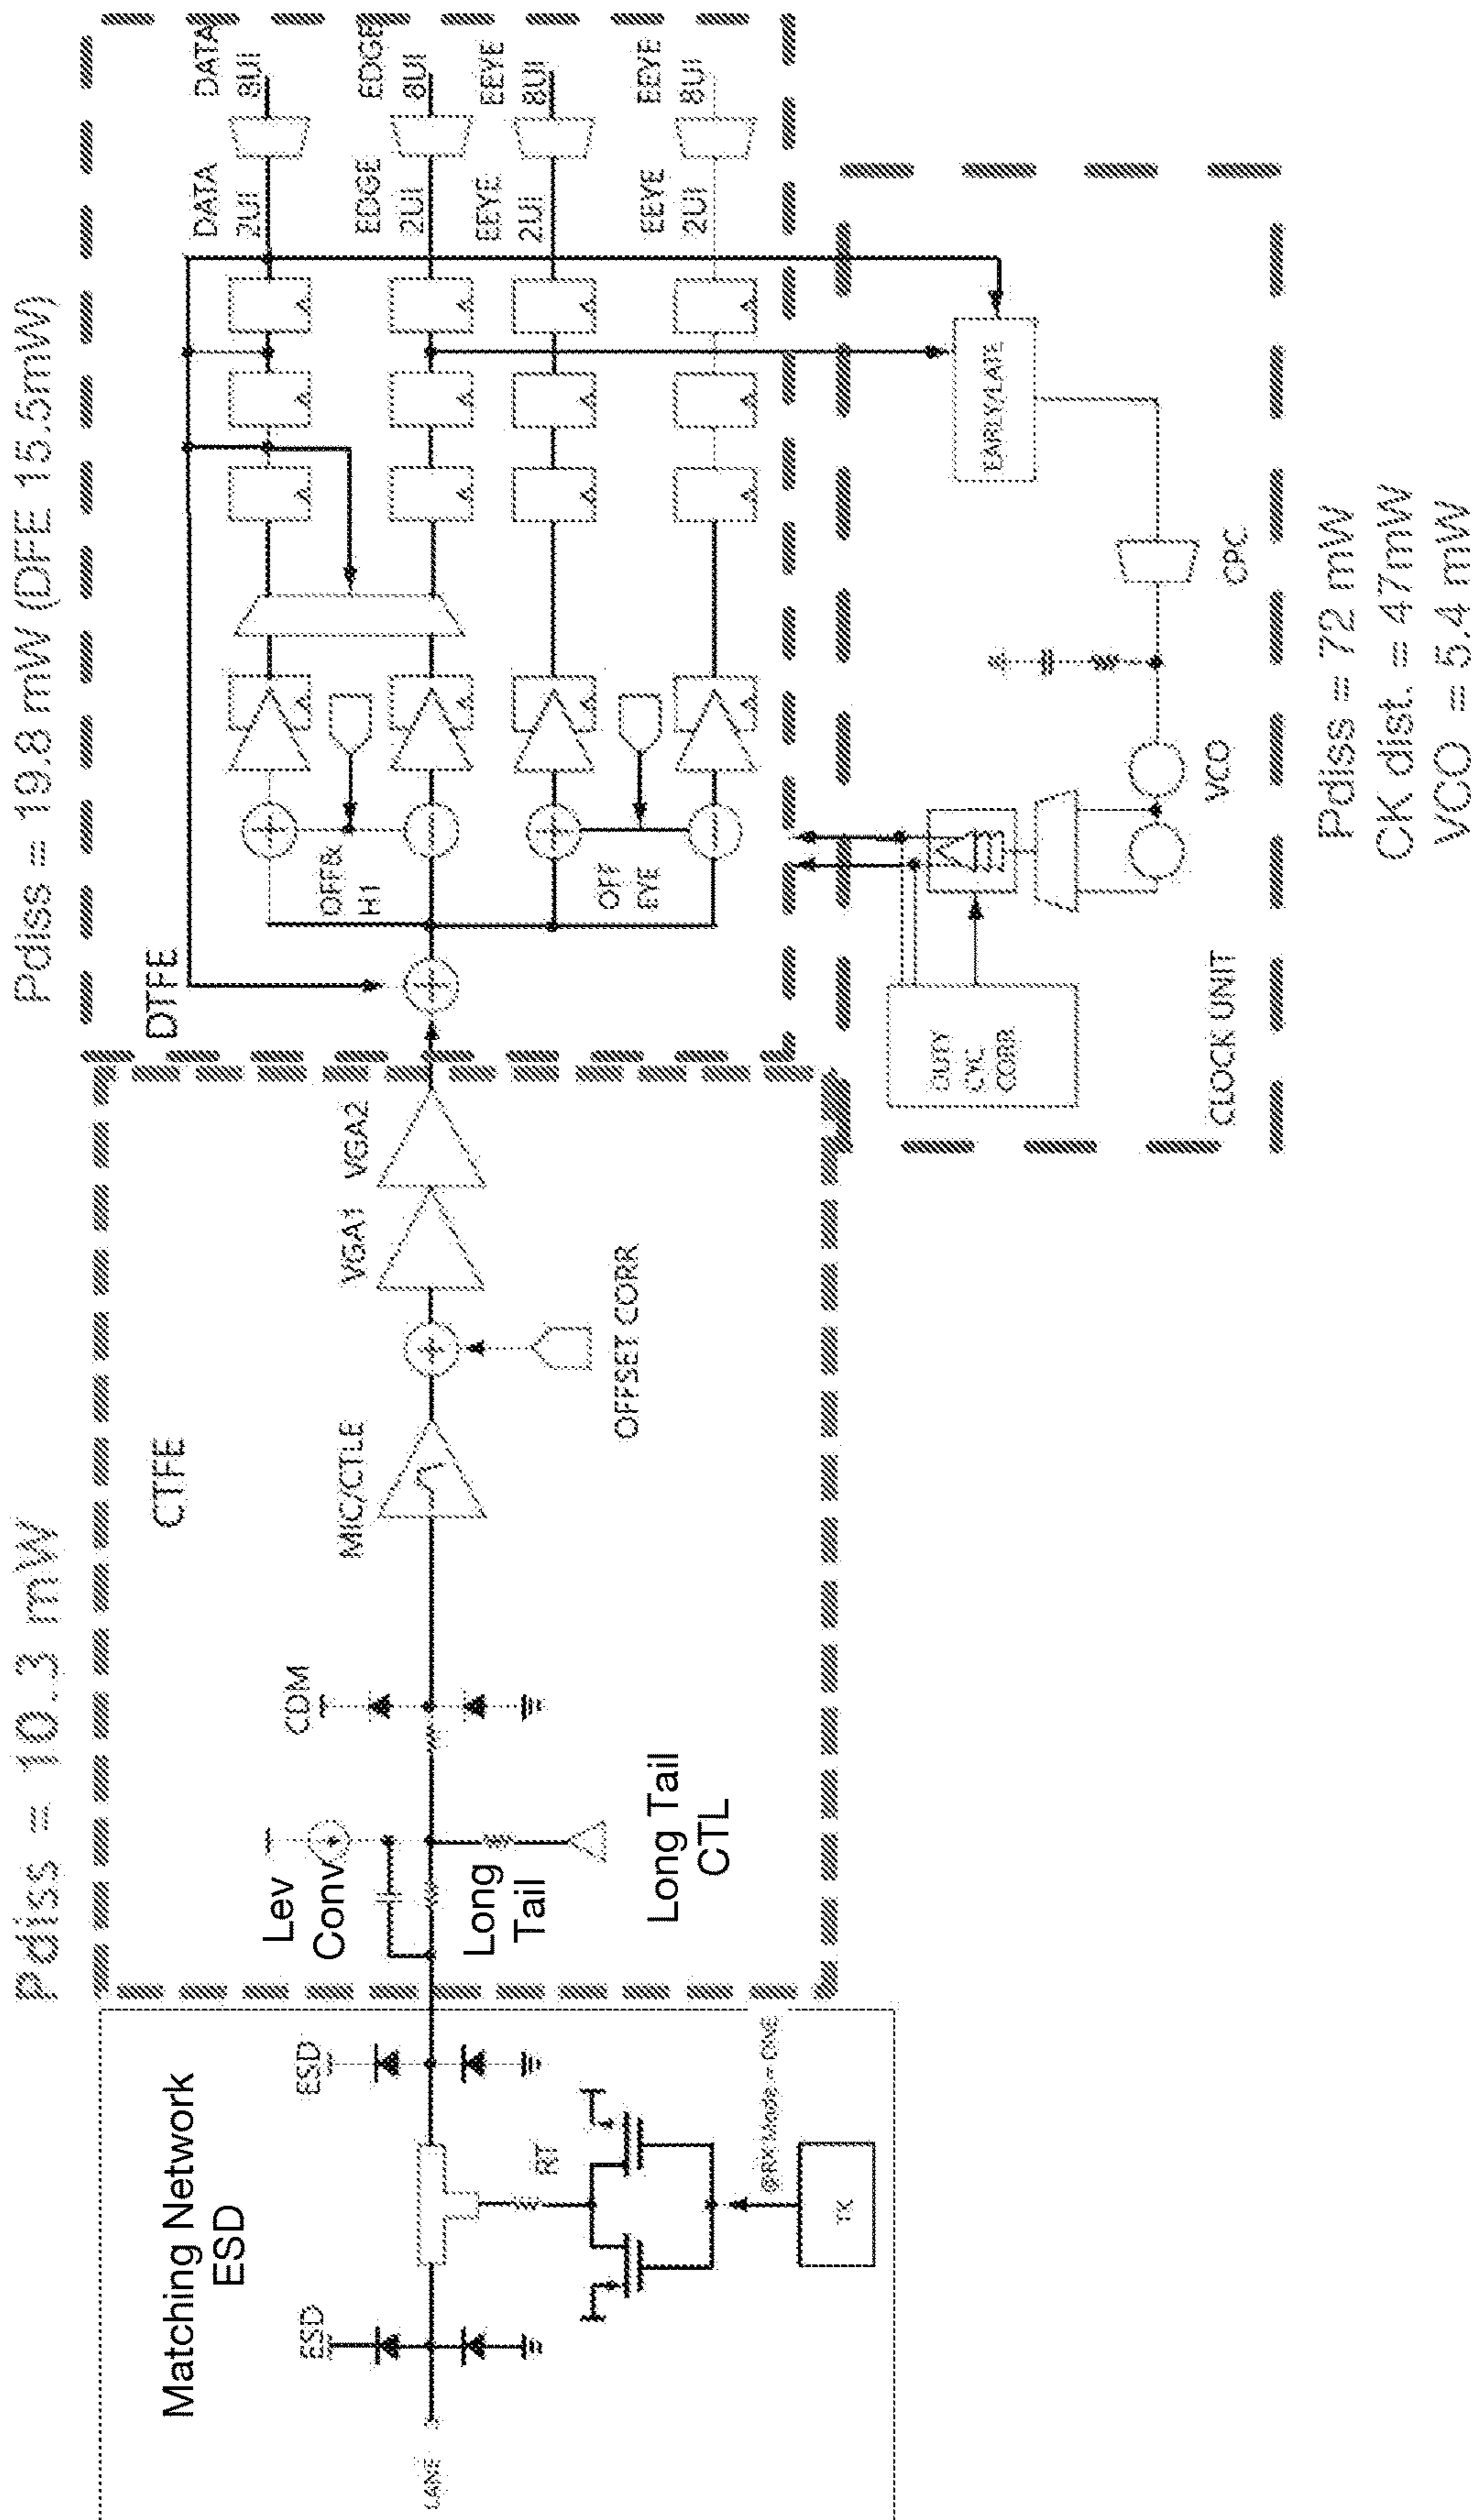 Pdiss = 10.3 mW
Pdiss = 19.8 mW (DFE 15.5mW)
Matching Network
ESD
ESD
ESD
LANE
RT
@RX Mode = ONE
TX
CTFE
Lev
Conv
Long
Tail
Long Tail
CTL
CDM
MIC/CTLE
OFFSET CORR
VGA1
VGA2
DTFE
OFF&
H1
OFF
EYE
DATA
2UI
DATA
8UI
EDGE
2UI
EDGE
8UI
EEYE
2UI
EEYE
8UI
EEYE
2UI
EEYE
8UI
DUTY
CYC
CORR
CLOCK UNIT
VCO
CPC
EARLY/LATE
Pdiss = 72 mW
CK dist. = 47mW
VCO = 5.4 mW